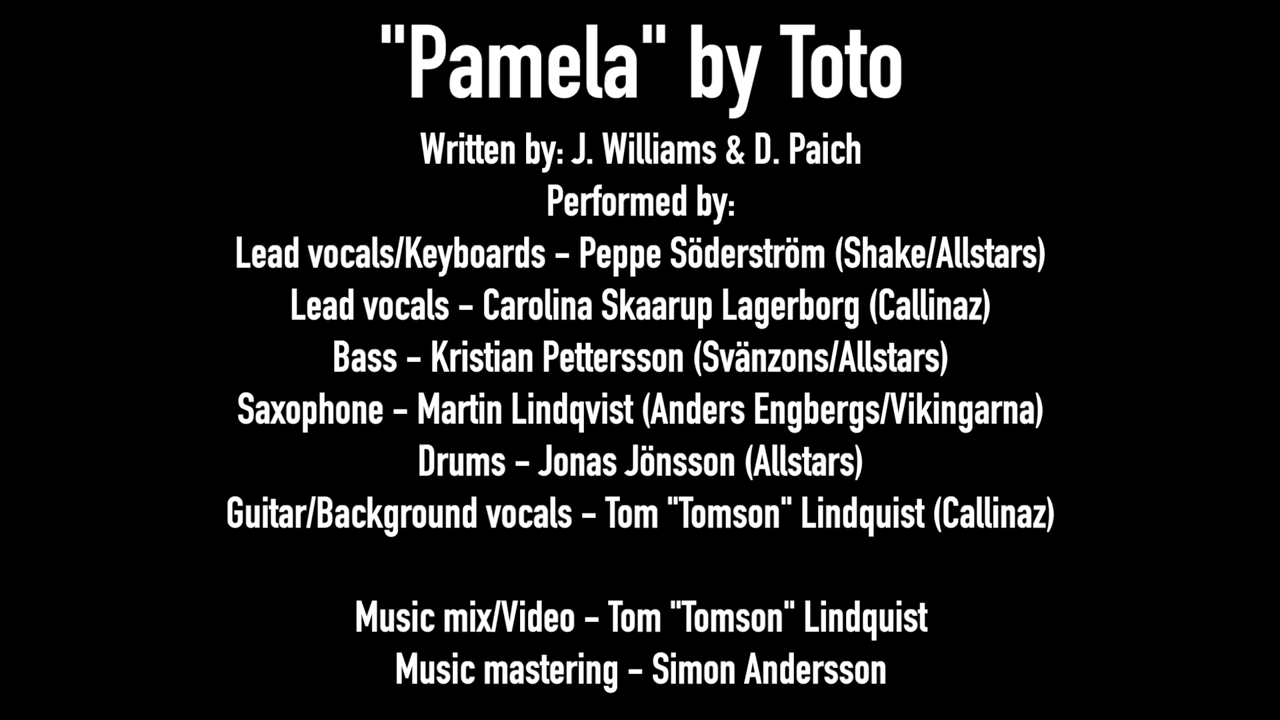 "Pamela" by Toto
Written by: J. Williams & D. Paich
Performed by:
Lead vocals/Keyboards - Peppe Söderström (Shake/Allstars)
Lead vocals - Carolina Skaarup Lagerborg (Callinaz)
Bass - Kristian Pettersson (Svänzons/Allstars)
Saxophone - Martin Lindqvist (Anders Engbergs/Vikingarna)
Drums - Jonas Jönsson (Allstars)
Guitar/Background vocals - Tom "Tomson" Lindquist (Callinaz)
Music mix/Video - Tom "Tomson" Lindquist
Music mastering - Simon Andersson